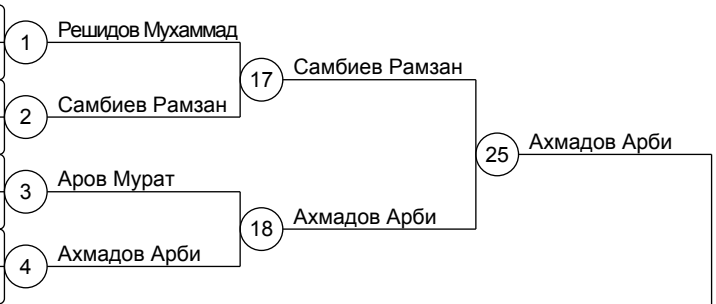 1 Решидов Мухаммад
17 Самбиев Рамзан
2 Самбиев Рамзан
25 Ахмадов Арби
3 Аров Мурат
18 Ахмадов Арби
4 Ахмадов Арби